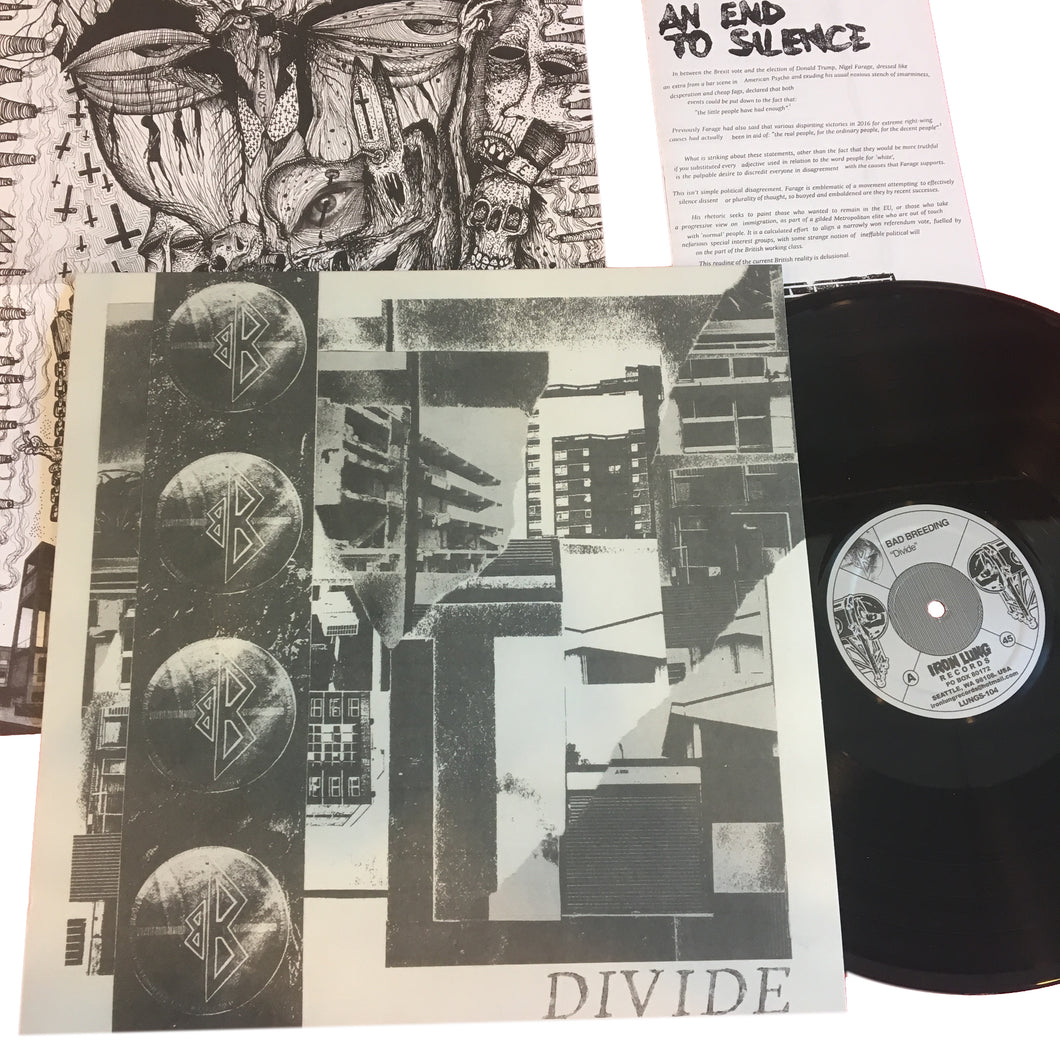 AN END
TO SILENCE
In between the Brexit vote and the election of Donald Trump, Nigel Farage, dressed like
an extra from a bar scene in American Psycho and exuding his usual noxious stench of smarminess,
desperation and cheap fags, declared that both
events could be put down to the fact that:
"the little people have had enough"¹
Previously Farage had also said that various dispiriting victories in 2016 for extreme right-wing
causes had actually been in aid of: "the real people, for the ordinary people, for the decent people"²
What is striking about these statements, other than the fact that they would be more truthful
if you substituted every adjective used in relation to the word people for 'white',
is the palpable desire to discredit everyone in disagreement with the causes that Farage supports.
This isn't simple political disagreement. Farage is emblematic of a movement attempting to effectively
silence dissent or plurality of thought, so buoyed and emboldened are they by recent successes.
His rhetoric seeks to paint those who wanted to remain in the EU, or those who take
a progressive view on immigration, as part of a gilded Metropolitan elite who are out of touch
with 'normal' people. It is a calculated effort to align a narrowly won referendum vote, fuelled by
nefarious special interest groups, with some strange notion of ineffable political will
on the part of the British working class.
This reading of the current British reality is delusional.
BAD BREEDING
"Divide"
A
45
IRON LUNG
RECORDS
PO BOX 80172
SEATTLE, WA 98108, USA
ironlungrecords@hotmail.com
LUNGS-104
DIVIDE